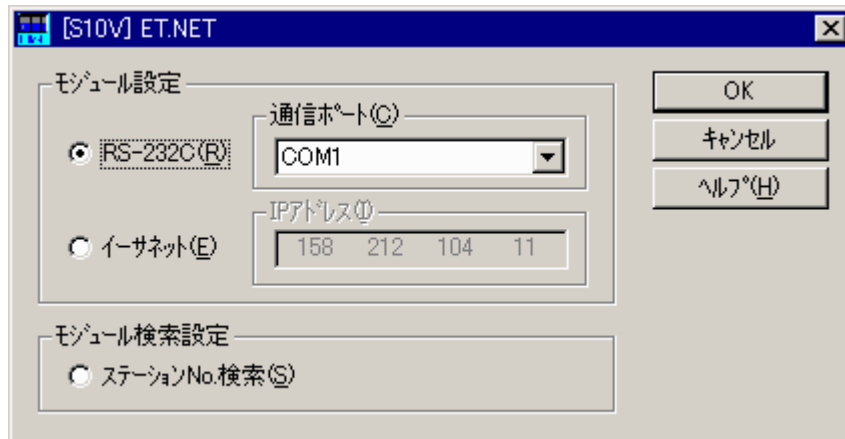 [S10V] ET.NET
モジュール設定
RS-232C(R)
通信ポート(C)
COM1
イーサネット(E)
IPアドレス(I)
158 212 104 11
モジュール検索設定
ステーションNo.検索(S)
OK
キャンセル
ヘルプ(H)